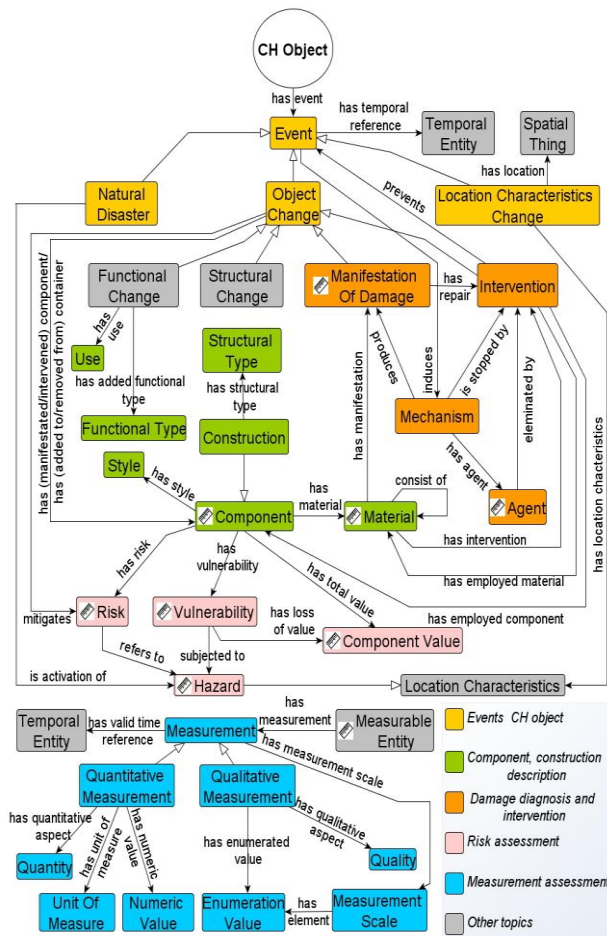 CH Object
has event
Event
has temporal
reference
Temporal
Entity
Spatial
Thing
has location
Natural
Disaster
Object
Change
prevents
Location Characteristics
Change
Functional
Change
Structural
Change
Manifestation
Of Damage
has
repair
Intervention
has (manifestated/intervened) component/
has (added to/removed from) container
has
use
Use
Structural
Type
has added functional
type
has structural
type
Functional Type
Construction
has manifestation
produces
induces
is stopped by
eleminated by
Mechanism
has agent
Agent
Style
has style
Component
has
material
Material
consist of
has intervention
has location chacteristics
has risk
has
vulnerability
has total value
has employed material
has employed component
mitigates
Risk
Vulnerability
has loss
of value
Component Value
refers to
subjected to
is activation of
Hazard
Location Characteristics
Temporal
Entity
has valid time
reference
Measurement
has
measurement
Measurable
Entity
has measurement scale
Quantitative
Measurement
Qualitative
Measurement
has quantitative
aspect
has unit of
measure
has numeric
value
has enumerated
value
has qualitative
aspect
Quantity
Quality
Unit Of
Measure
Numeric
Value
Enumeration
Value
has
element
Measurement
Scale
Events CH object
Component, construction
description
Damage diagnosis and
intervention
Risk assessment
Measurement assessment
Other topics